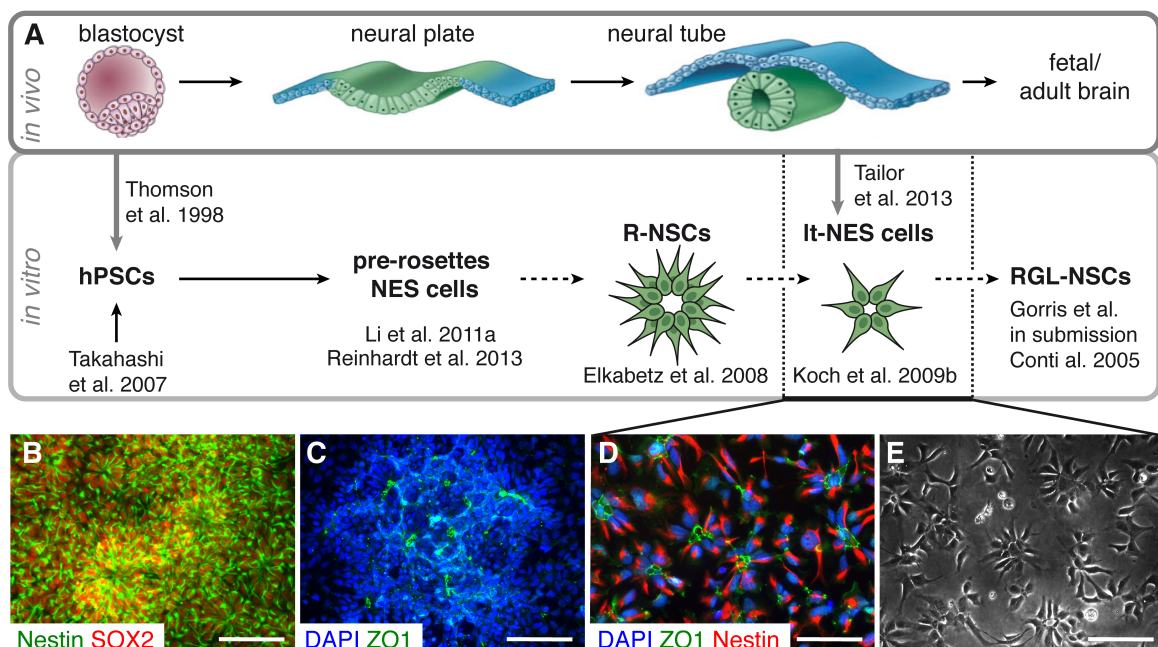 A
blastocyst
neural plate
neural tube
fetal/
adult brain
in vivo
Thomson
et al. 1998
Tailor
et al. 2013
in vitro
hPSCs
pre-rosettes
NES cells
R-NSCs
lt-NES cells
RGL-NSCs
Takahashi
et al. 2007
Li et al. 2011a
Reinhardt et al. 2013
Elkabetz et al. 2008
Koch et al. 2009b
Gorris et al.
in submission
Conti al. 2005
B
Nestin SOX2
C
DAPI ZO1
D
DAPI ZO1 Nestin
E